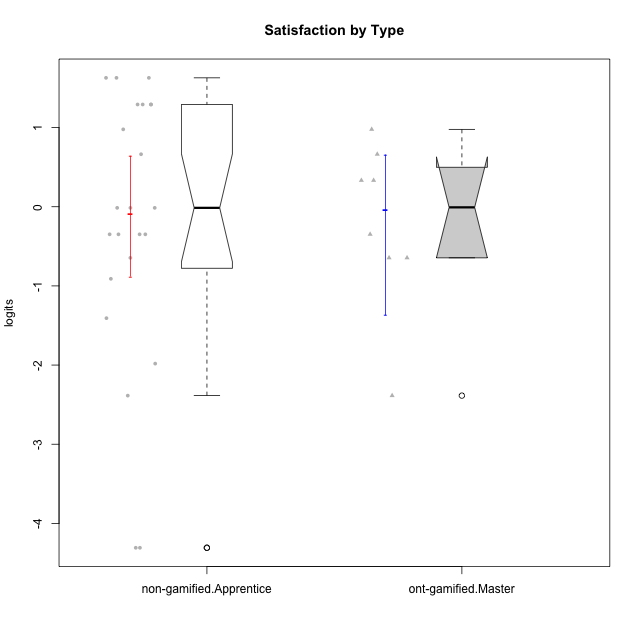 Satisfaction by Type
logits
1
0
-1
-2
-3
-4
non-gamified.Apprentice
ont-gamified.Master